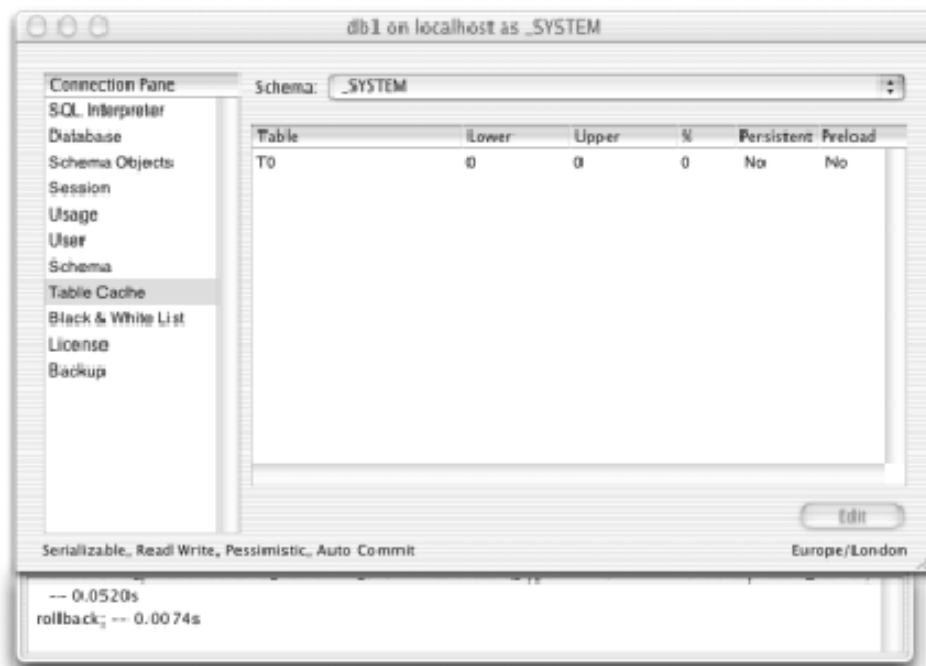 db1 on localhost as _SYSTEM
Connection Pane
SQL Interpreter
Database
Schema Objects
Session
Usage
User
Schema
Table Cache
Black & White List
License
Backup
Schema: _SYSTEM
Table Lower Upper % Persistent Preload
T0 0 0 0 No No
Edit
Serializable, Read Write, Pessimistic, Auto Commit
Europe/London
-- 0.0520s
rollback; -- 0.0074s